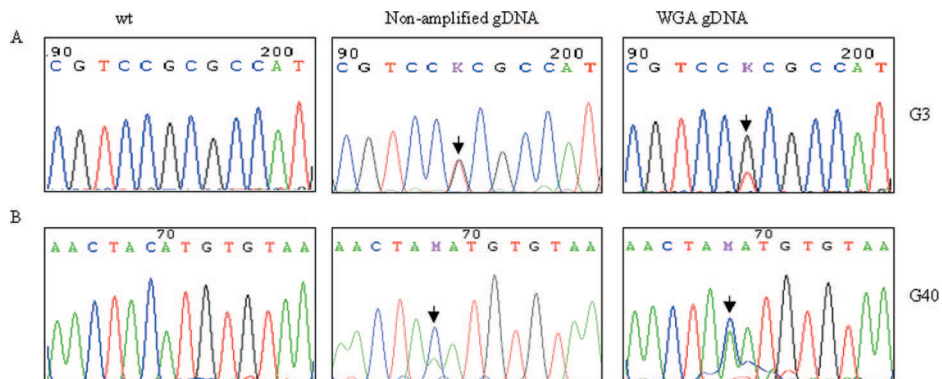 wt Non-amplified gDNA WGA gDNA
A
.90 200 90 200 90 200
C G T C C G C G C C A T C G T C C K C G C C A T C G T C C K C G C C A T
G3
B
70 70 70
A A C T A C A T G T G T A A A A C T A M A T G T G T A A A A C T A M A T G T G T A A
G40